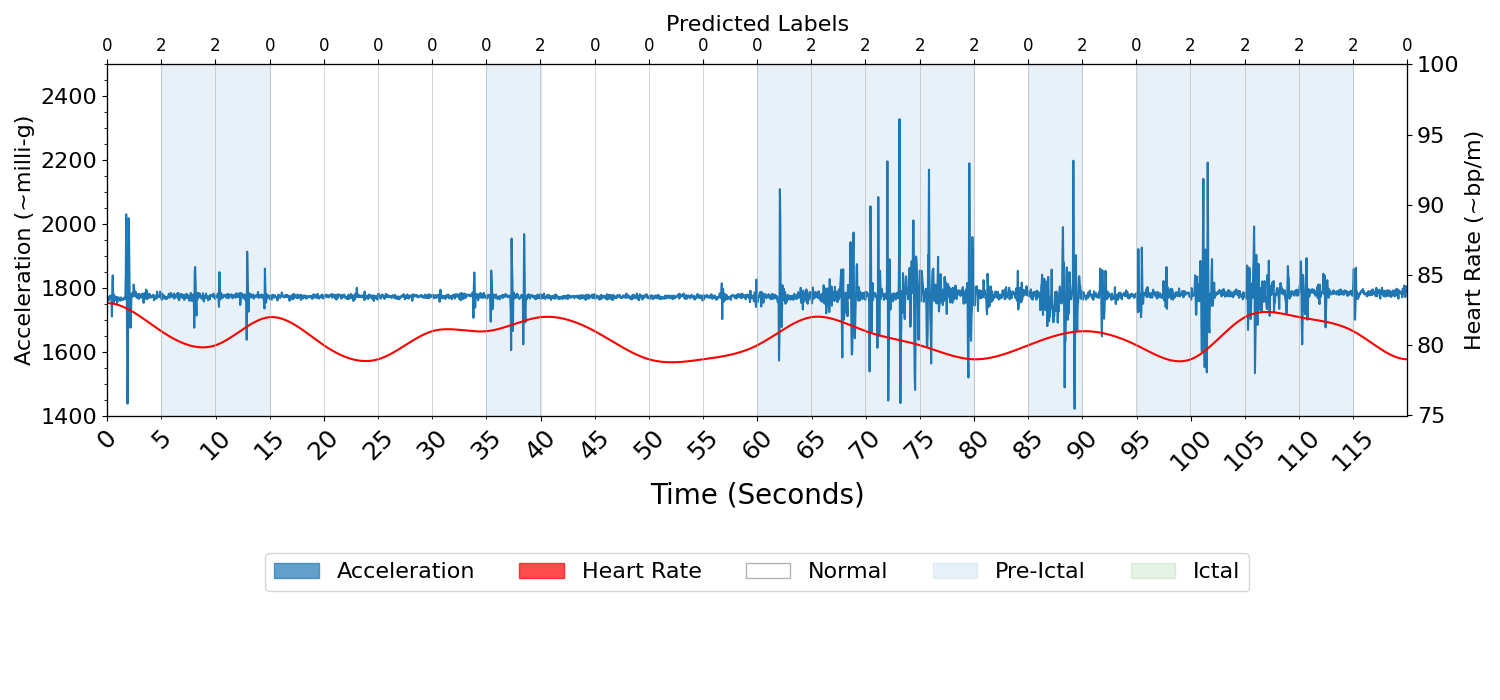 Predicted Labels
0 2 2 0 0 0 0 0 2 0 0 0 0 2 2 2 2 0 2 0 2 2 2 2 0
2400
2200
2000
1800
1600
1400
Acceleration (~milli-g)
100
95
90
85
80
75
Heart Rate (~bp/m)
0 5 10 15 20 25 30 35 40 45 50 55 60 65 70 75 80 85 90 95 100 105 110 115
Time (Seconds)
Acceleration Heart Rate Normal Pre-Ictal Ictal